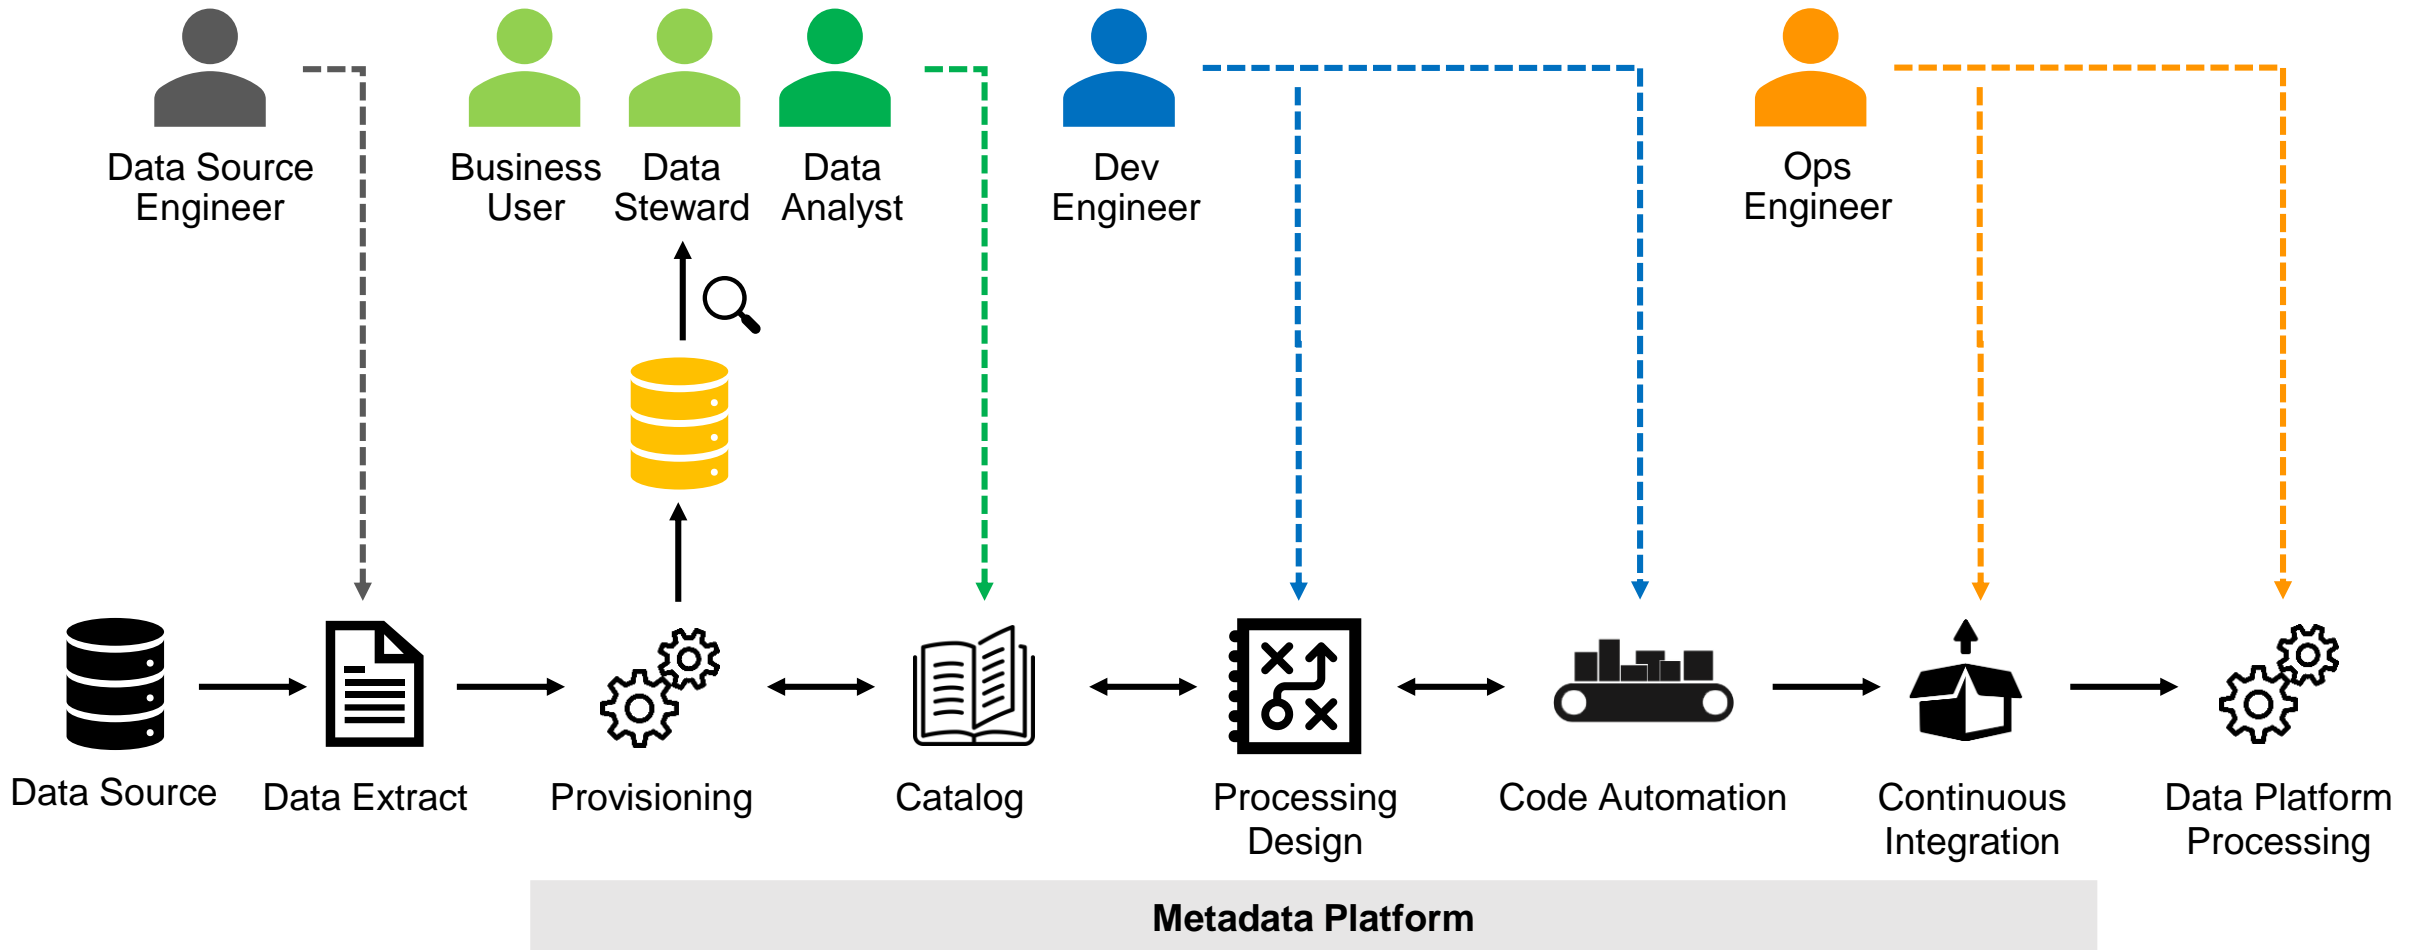 Data Source
Engineer
Business
User
Data
Steward
Data
Analyst
Dev
Engineer
Ops
Engineer
Data Source
Data Extract
Provisioning
Catalog
Processing
Design
Code Automation
Continuous
Integration
Data Platform
Processing
Metadata Platform